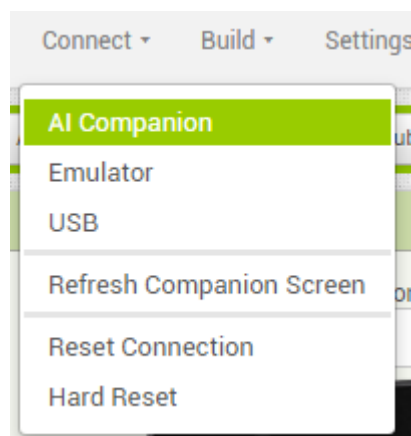 Connect Build Settings
AI Companion
Emulator
USB
Refresh Companion Screen
Reset Connection
Hard Reset